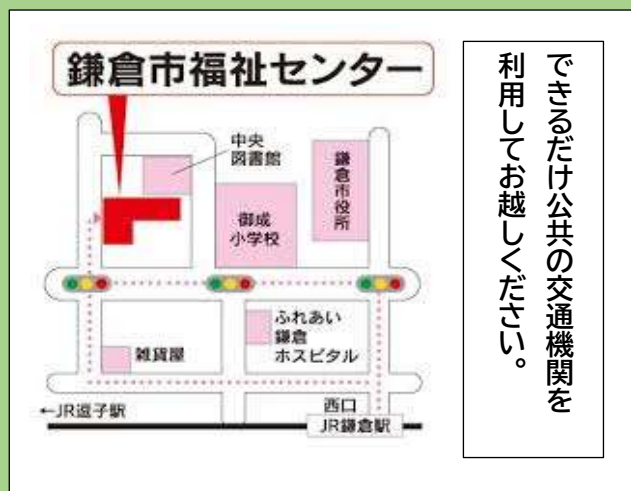 鎌倉市福祉センター
中央
図書館
鎌倉市役所
御成
小学校
ふれあい
鎌倉
ホスピタル
雑貨屋
←JR逗子駅
西口
JR鎌倉駅
できるだけ公共の交通機関を
利用してお越しください。